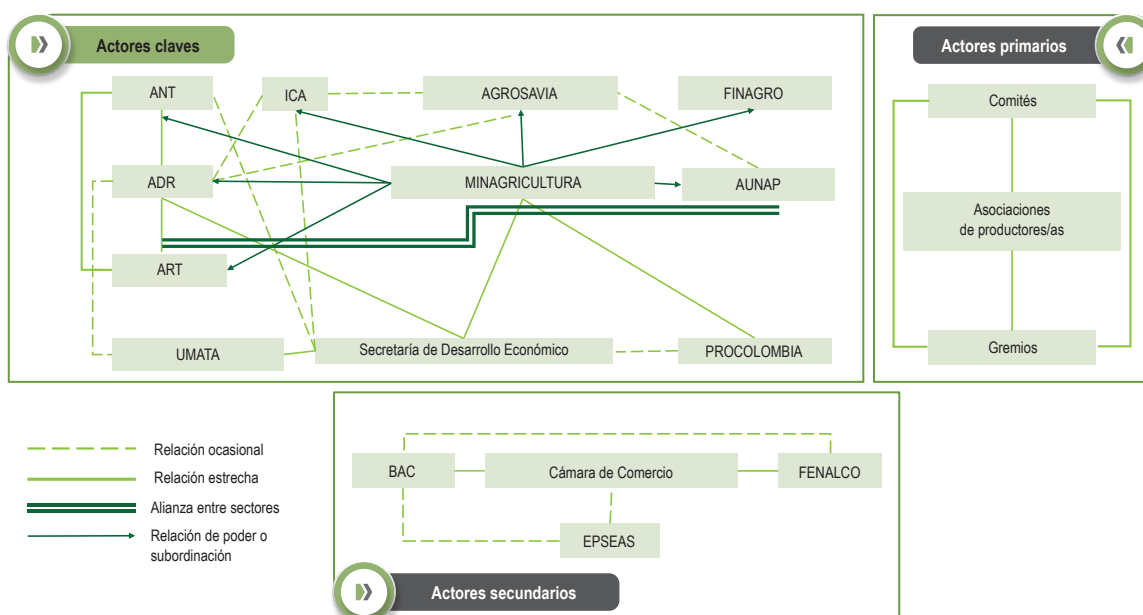 Actores claves
ANT
ICA
AGROSAVIA
FINAGRO
ADR
MINAGRICULTURA
AUNAP
ART
UMATA
Secretaría de Desarrollo Económico
PROCOLOMBIA
Actores primarios
Comités
Asociaciones
de productores/as
Gremios
Relación ocasional
Relación estrecha
Alianza entre sectores
Relación de poder o
subordinación
BAC
Cámara de Comercio
FENALCO
EPSEAS
Actores secundarios